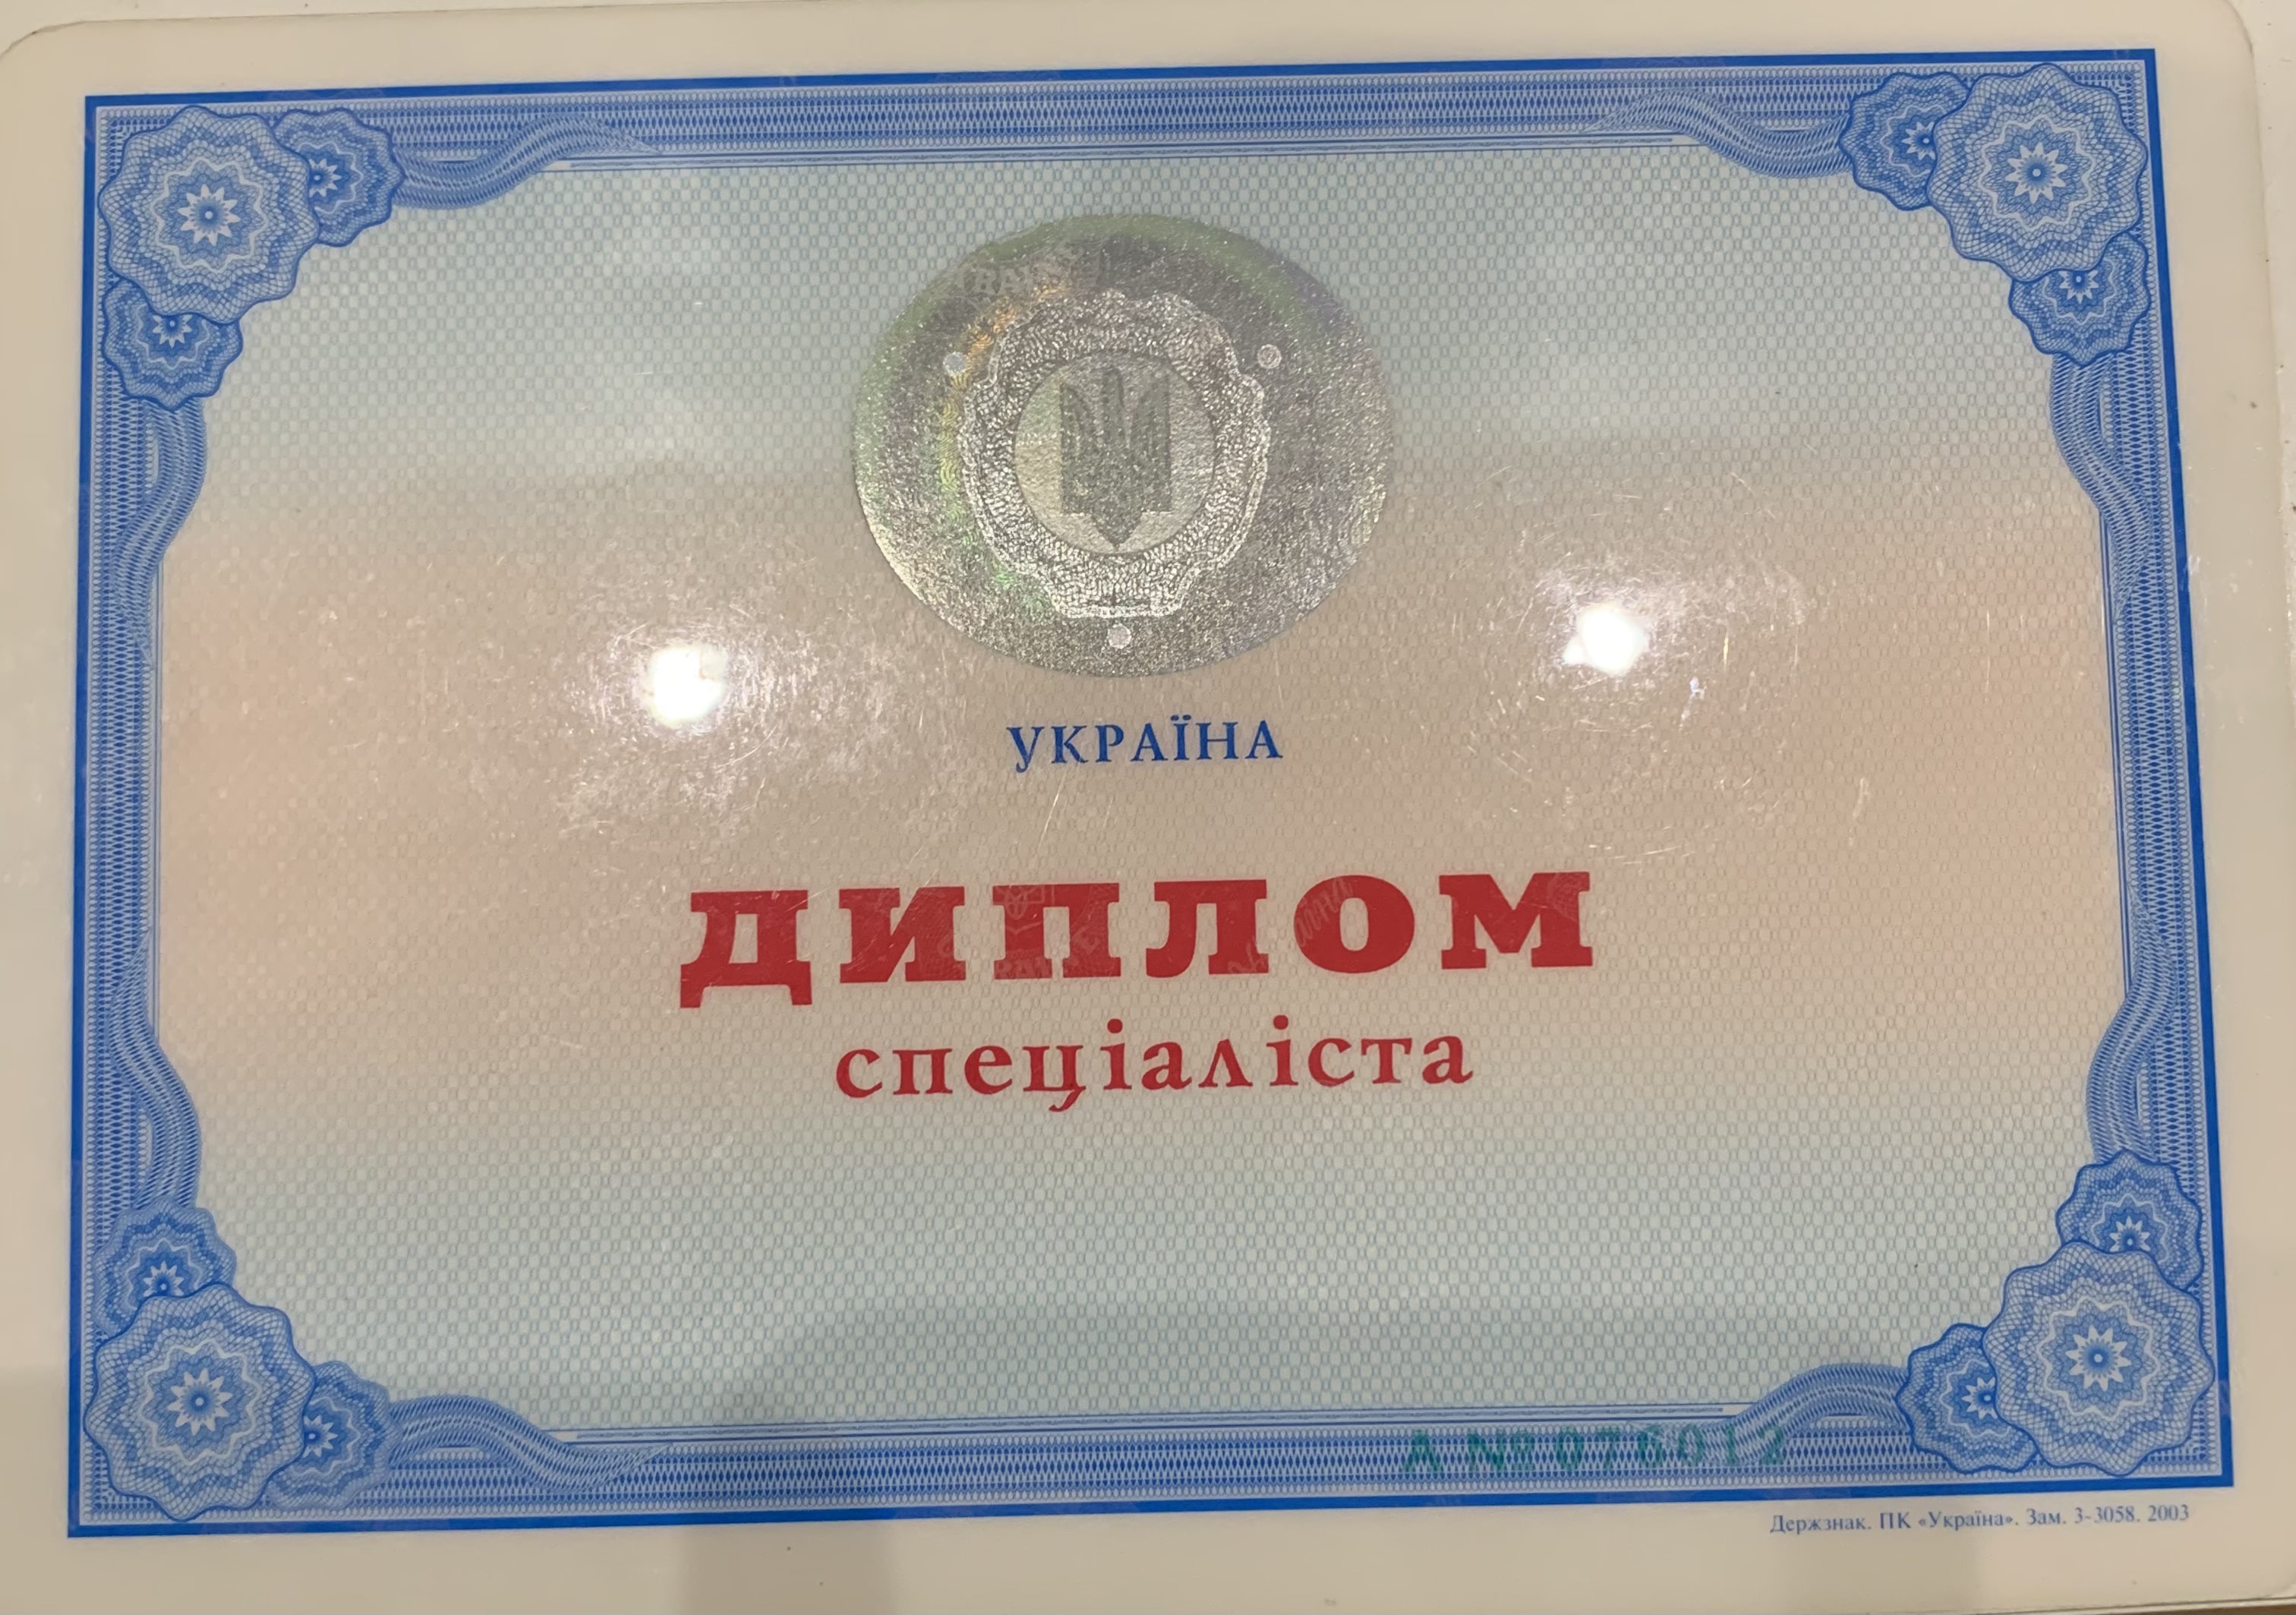 УКРАЇНА
ДИПЛОМ
спеціаліста
А № 076012
Держзнак. ПК «Україна». Зам. 3-3058. 2003